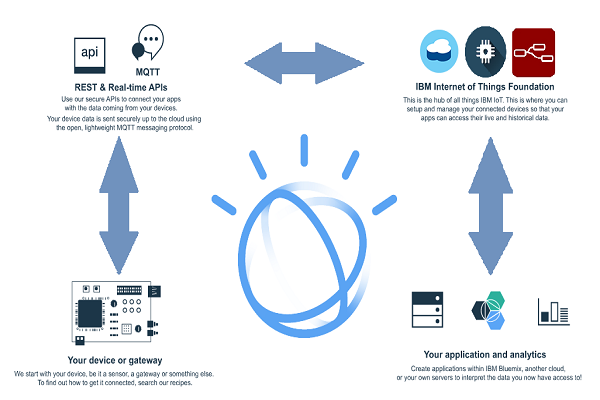 api
MQTT
REST & Real-time APIs
Use our secure APIs to connect your apps
with the data coming from your devices.
Your device data is sent securely up to the cloud using
the open, lightweight MQTT messaging protocol.
IBM Internet of Things Foundation
This is the hub of all things IBM IoT. This is where you can
setup and manage your connected devices so that your
apps can access their live and historical data.
Your device or gateway
We start with your device, be it a sensor, a gateway or something else.
To find out how to get it connected, search our recipes.
Your application and analytics
Create applications within IBM Bluemix, another cloud,
or your own servers to interpret the data you now have access to!